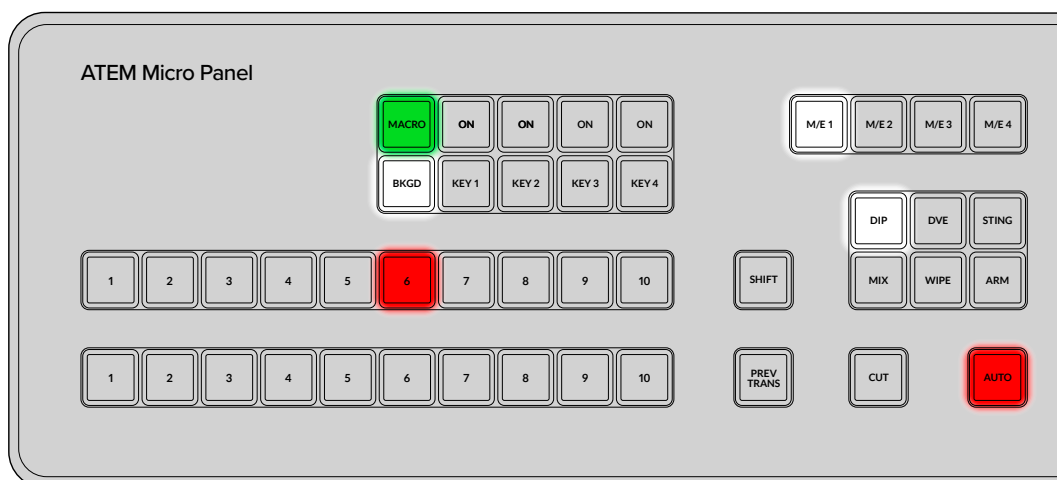 ATEM Micro Panel
MACRO ON ON ON ON
M/E 1 M/E 2 M/E 3 M/E 4
BKGD KEY 1 KEY 2 KEY 3 KEY 4
DIP DVE STING
1 2 3 4 5 6 7 8 9 10
SHIFT
MIX WIPE ARM
1 2 3 4 5 6 7 8 9 10
PREV
TRANS
CUT
AUTO